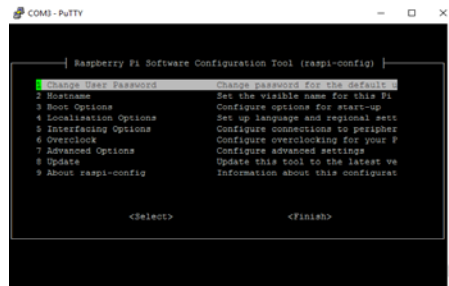 COM3 - PuTTY
Raspberry Pi Software Configuration Tool (raspi-config)
1 Change User Password Change password for the default u
2 Hostname Set the visible name for this Pi
3 Boot Options Configure options for start-up
4 Localisation Options Set up language and regional sett
5 Interfacing Options Configure connections to peripher
6 Overclock Configure overclocking for your P
7 Advanced Options Configure advanced settings
8 Update Update this tool to the latest ve
9 About raspi-config Information about this configurat
<Select> <Finish>